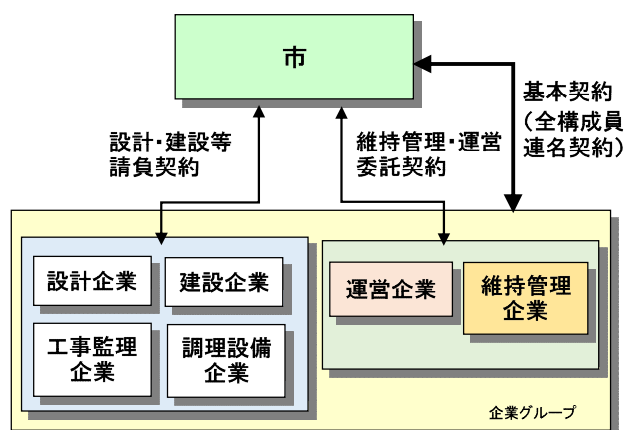 市
基本契約
（全構成員
連名契約）
設計・建設等
請負契約
維持管理・運営
委託契約
設計企業
建設企業
工事監理
企業
調理設備
企業
運営企業
維持管理
企業
企業グループ